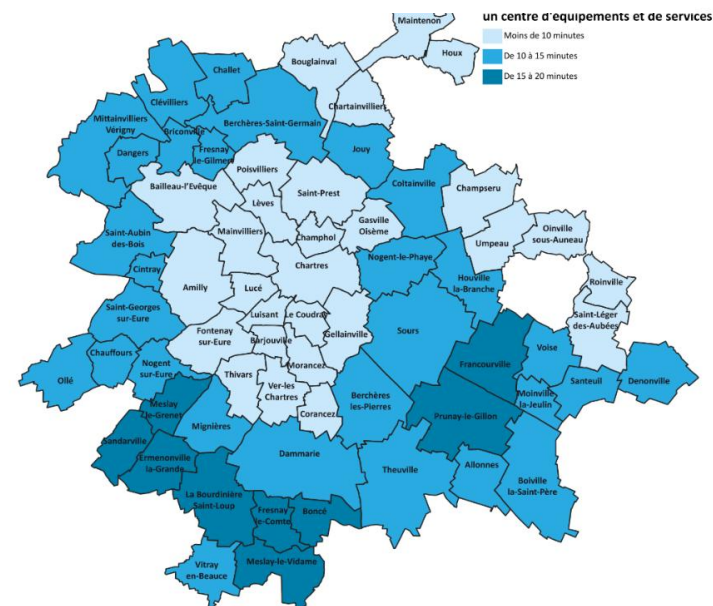 Maintenon
un centre d'équipements et de services
Moins de 10 minutes
Houx
Bouglainval
De 10 à 15 minutes
Challet
De 15 à 20 minutes
Clévilliers
Chartainvilliers
Mittainvilliers
Vérigny
Berchères-Saint-Germain
Briconville
Dangers
Fresnay
le-Gilmert
Jouy
Poisvilliers
Bailleau-l'Evêque
Saint-Prest
Coltainville
Champseru
Lèves
Gasville
Oisème
Saint-Aubin
des-Bois
Mainvilliers
Champhol
Umpeau
Oinville
sous-Auneau
Nogent-le-Phaye
Cintray
Chartres
Houville
la-Branche
Roinville
Amilly
Lucé
Saint-Georges
sur-Eure
Luisant
Le Coudray
Saint-Léger
des-Aubées
Fontenay
sur-Eure
Barjouville
Gellainville
Sours
Voise
Chauffours
Nogent
sur-Eure
Morancez
Francourville
Ollé
Thivars
Ver-les
Chartres
Santeuil
Denonville
Meslay
le-Grenet
Berchères
les-Pierres
Moinville
la-Jeulin
Corancez
Prunay-le-Gillon
Mignières
Sandarville
Ermenonville
la-Grande
Dammarie
Theuville
Allonnes
Boiville
la-Saint-Père
La Bourdinière
Saint-Loup
Fresnay
le-Comte
Boncé
Vitray
en-Beauce
Meslay-le-Vidame